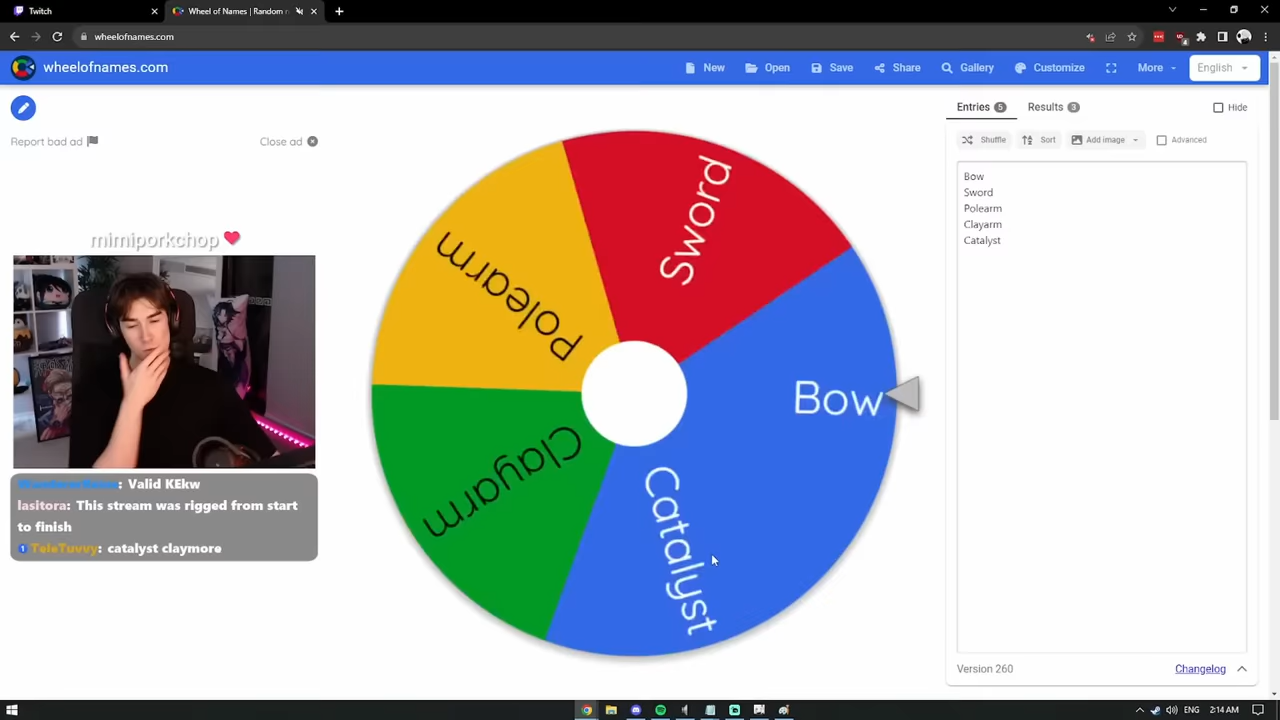 Twitch
Wheel of Names | Random n
wheelofnames.com
wheelofnames.com
New
Open
Save
Share
Gallery
Customize
More
English
Report bad ad
Close ad
mimiporkchop
: Valid KEkw
lasitora: This stream was rigged from start
to finish
TeleTuvvy: catalyst claymore
Sword
Polearm
Bow
Clayarm
Catalyst
Entries 5
Results 3
Hide
Shuffle
Sort
Add image
Advanced
Bow
Sword
Polearm
Clayarm
Catalyst
Version 260
Changelog
ENG
2:14 AM